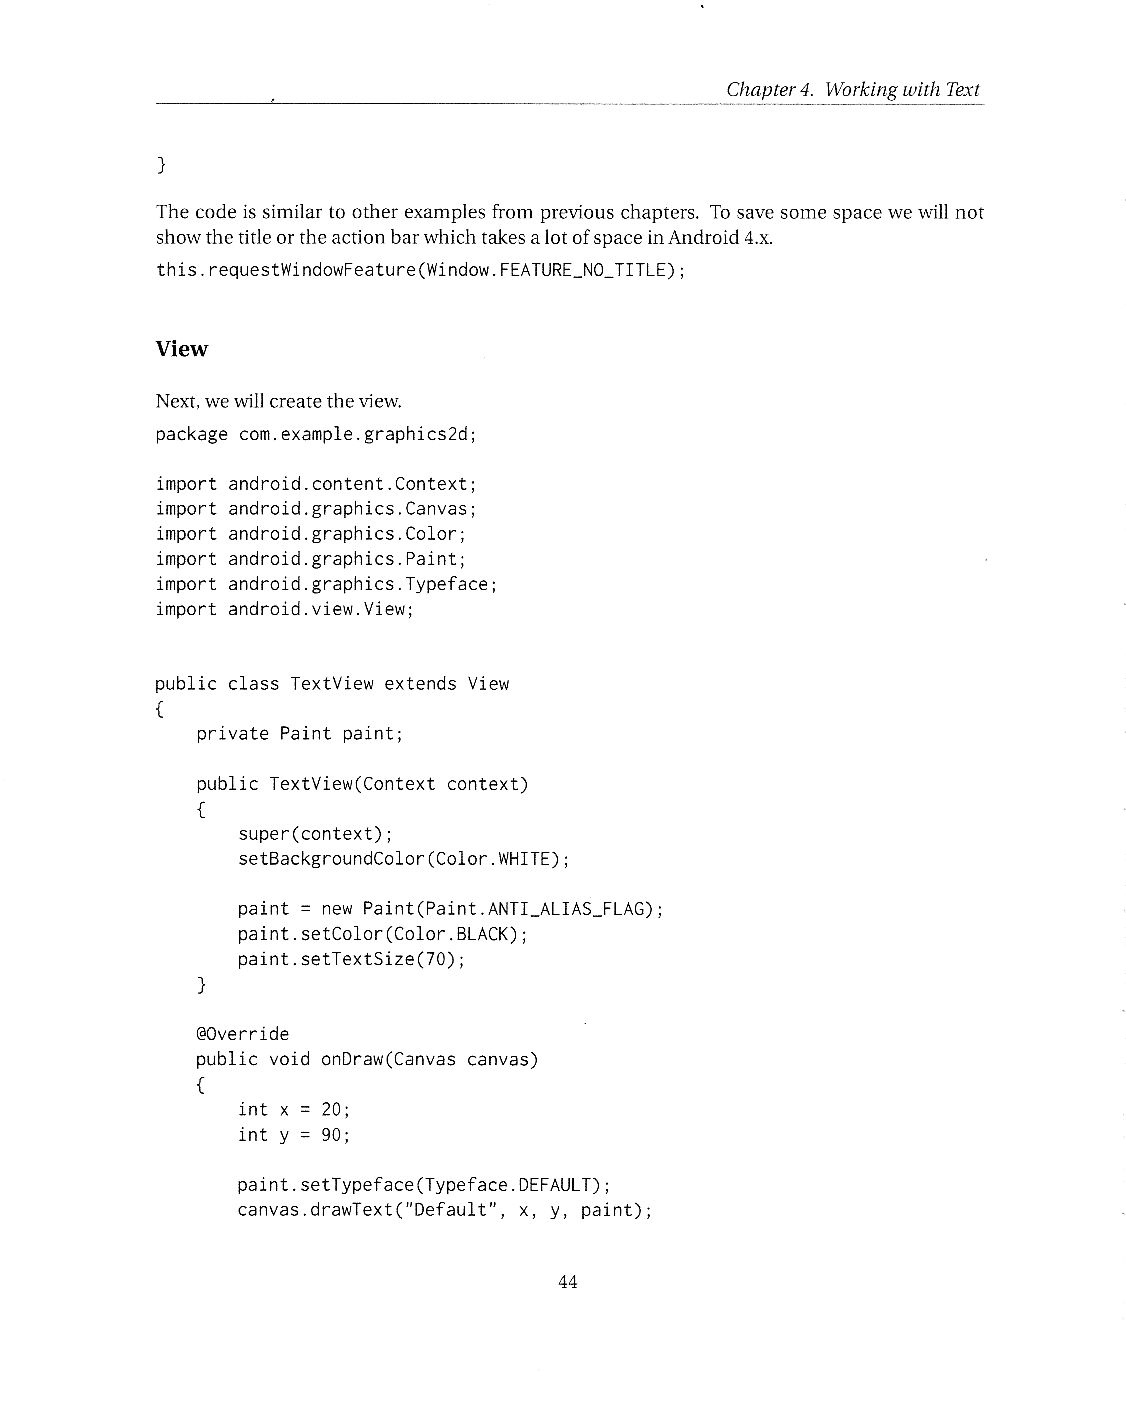 Chapter 4. Working with Text
}
The code is similar to other examples from previous chapters. To save some space we will not
show the title or the action bar which takes a lot of space in Android 4.x.
this.requestWindowFeature(Window.FEATURE_NO_TITLE);
View
Next, we will create the view.
package com.example.graphics2d;

import android.content.Context;
import android.graphics.Canvas;
import android.graphics.Color;
import android.graphics.Paint;
import android.graphics.Typeface;
import android.view.View;

public class TextView extends View
{
    private Paint paint;

    public TextView(Context context)
    {
        super(context);
        setBackgroundColor(Color.WHITE);

        paint = new Paint(Paint.ANTI_ALIAS_FLAG);
        paint.setColor(Color.BLACK);
        paint.setTextSize(70);
    }

    @Override
    public void onDraw(Canvas canvas)
    {
        int x = 20;
        int y = 90;

        paint.setTypeface(Typeface.DEFAULT);
        canvas.drawText("Default", x, y, paint);
44